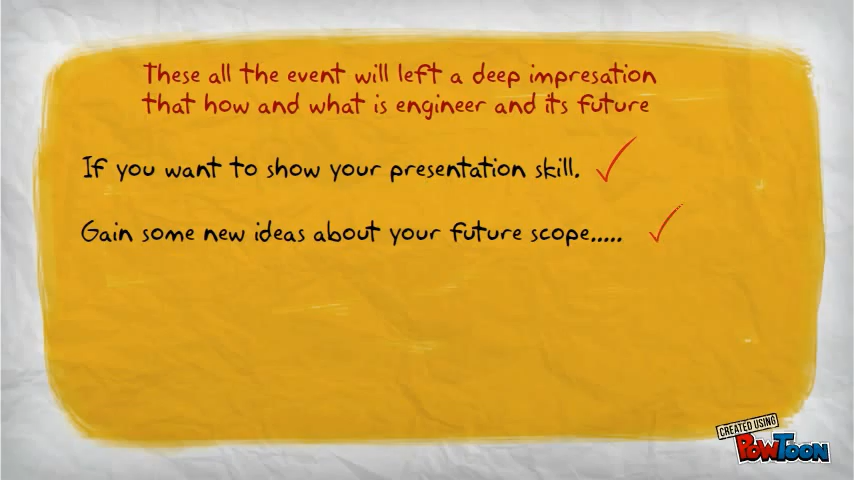 These all the event will left a deep impresation
that how and what is engineer and its future
If you want to show your presentation skill.
Gain some new ideas about your future scope.....
CREATED USING
POWTOON